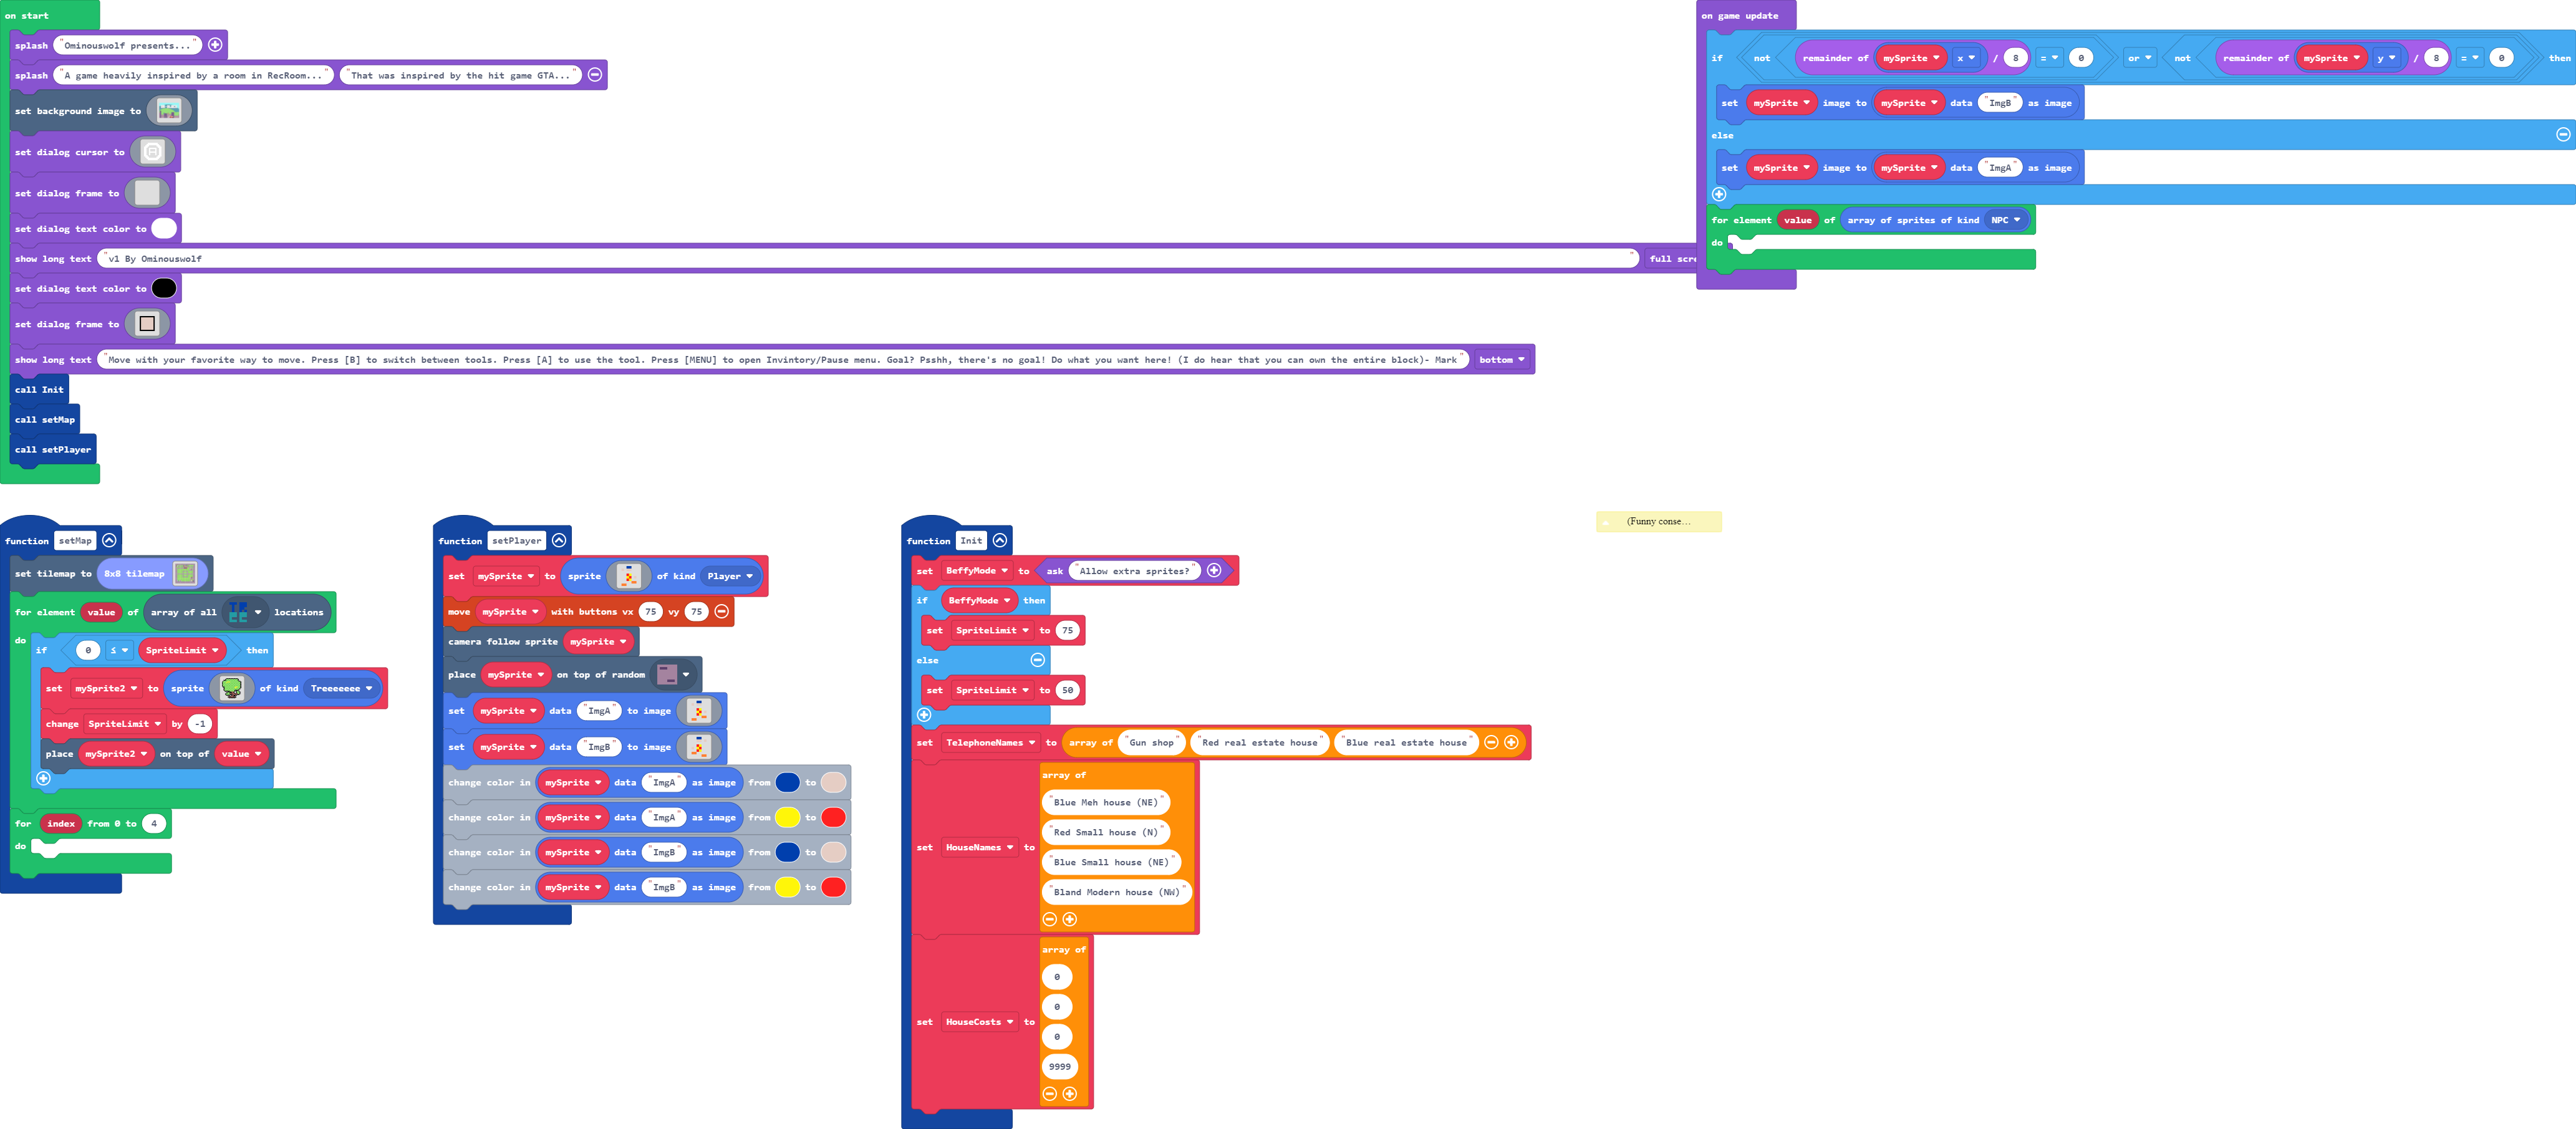 on start
splash "Ominouswolf presents..."
splash "A game heavily inspired by a room in RecRoom..." "That was inspired by the hit game GTA..."
set background image to
set dialog cursor to
set dialog frame to
set dialog text color to
show long text "v1 By Ominouswolf " full scre
set dialog text color to
set dialog frame to
show long text "Move with your favorite way to move. Press [B] to switch between tools. Press [A] to use the tool. Press [MENU] to open Invintory/Pause menu. Goal? Psshh, there's no goal! Do what you want here! (I do hear that you can own the entire block)- Mark" bottom
call Init
call setMap
call setPlayer
on game update
if not remainder of mySprite x / 8 = 0 or not remainder of mySprite y / 8 = 0 then
set mySprite image to mySprite data "ImgB" as image
else
set mySprite image to mySprite data "ImgA" as image
for element value of array of sprites of kind NPC
do
function setMap
set tilemap to 8x8 tilemap
for element value of array of all locations
do
if 0 ≤ SpriteLimit then
set mySprite2 to sprite of kind Treeeeeee
change SpriteLimit by -1
place mySprite2 on top of value
for index from 0 to 4
do
function setPlayer
set mySprite to sprite of kind Player
move mySprite with buttons vx 75 vy 75
camera follow sprite mySprite
place mySprite on top of random
set mySprite data "ImgA" to image
set mySprite data "ImgB" to image
change color in mySprite data "ImgA" as image from to
change color in mySprite data "ImgA" as image from to
change color in mySprite data "ImgB" as image from to
change color in mySprite data "ImgB" as image from to
function Init
set BeffyMode to ask "Allow extra sprites?"
if BeffyMode then
set SpriteLimit to 75
else
set SpriteLimit to 50
set TelephoneNames to array of "Gun shop" "Red real estate house" "Blue real estate house"
set HouseNames to array of
"Blue Meh house (NE)"
"Red Small house (N)"
"Blue Small house (NE)"
"Bland Modern house (NW)"
set HouseCosts to array of
0
0
0
9999
(Funny conse…